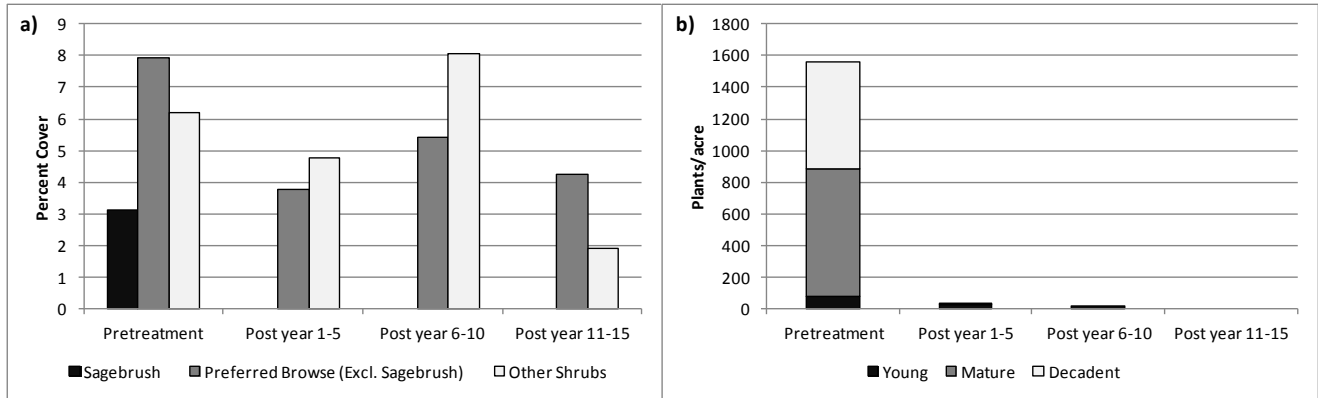 a)
Percent Cover
9
8
7
6
5
4
3
2
1
0
Pretreatment Post year 1-5 Post year 6-10 Post year 11-15
Sagebrush Preferred Browse (Excl. Sagebrush) Other Shrubs
b)
Plants/acre
1800
1600
1400
1200
1000
800
600
400
200
0
Pretreatment Post year 1-5 Post year 6-10 Post year 11-15
Young Mature Decadent